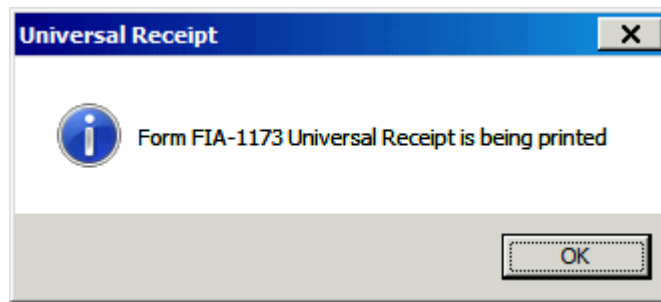 Universal Receipt
Form FIA-1173 Universal Receipt is being printed
OK